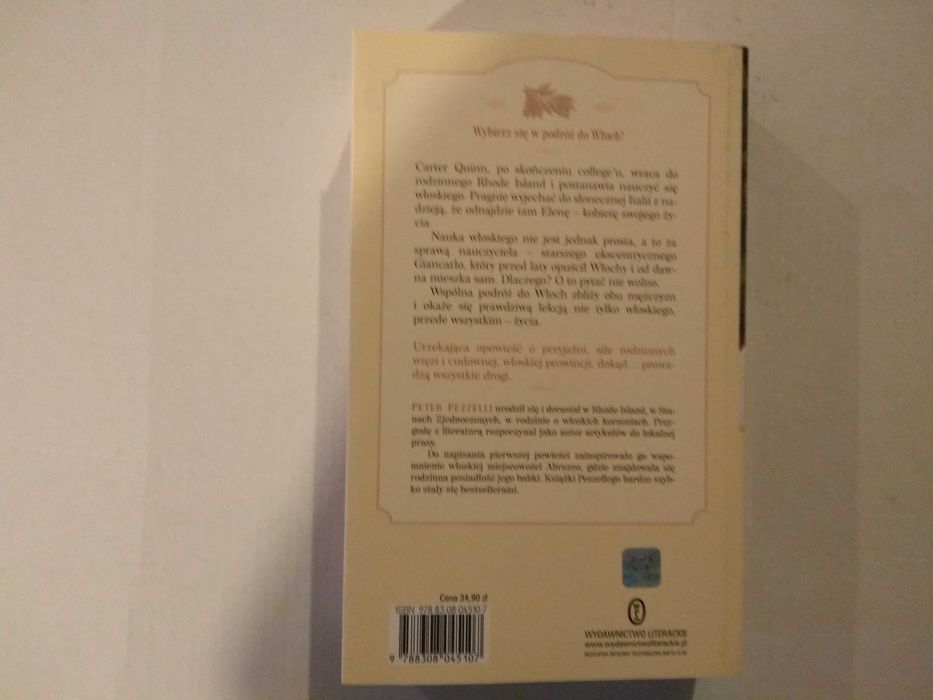 Wybierz się w podróż do Włoch!
Carter Quinn, po skończeniu college'u, wraca do
rodzinnego Rhode Island i postanawia nauczyć się
włoskiego. Pragnie wyjechać do słonecznej Italii z na-
dzieją, że odnajdzie tam Elenę – kobietę swojego ży-
cia.
Nauka włoskiego nie jest jednak prosta, a to za
sprawą nauczyciela – starszego ekscentrycznego
Giancarlo, który przed laty opuścił Włochy i od daw-
na mieszka sam. Dlaczego? O to pytać nie wolno.
Wspólna podróż do Włoch zbliży obu mężczyzn
i okaże się prawdziwą lekcją nie tylko włoskiego,
przede wszystkim – życia.
Urzekająca opowieść o przyjaźni, sile rodzinnych
więzi i cudownej, włoskiej prowincji, dokąd... prowa-
dzą wszystkie drogi.
PETER PEZZELLI urodził się i dorastał w Rhode Island, w Sta-
nach Zjednoczonych, w rodzinie o włoskich korzeniach. Przy-
godę z literaturą rozpoczynał jako autor artykułów do lokalnej
prasy.
Do napisania pierwszej powieści zainspirowało go wspo-
mnienie włoskiej miejscowości Abruzzo, gdzie znajdowała się
rodzinna posiadłość jego babki. Książki Pezzellego bardzo szyb-
ko stały się bestsellerami.
Cena 34,90 zł
ISBN 978-83-08-04510-7
9 788308 045107
WL
WYDAWNICTWO LITERACKIE
www.wydawnictwoliterackie.pl